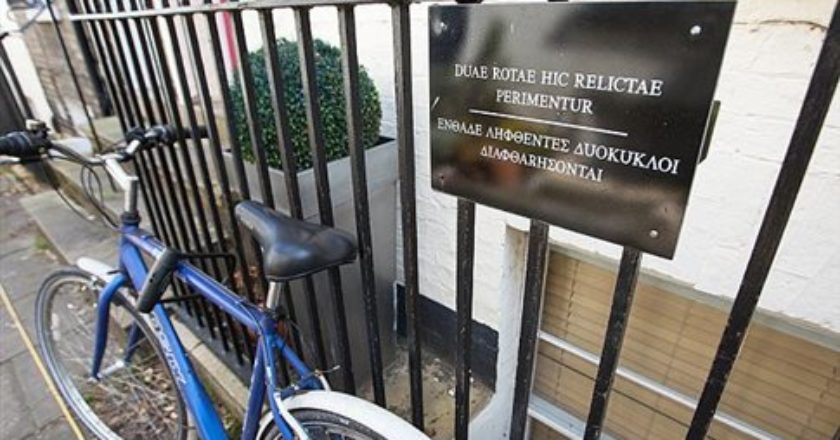 DUAE ROTAE HIC RELICTAE
PERIMENTUR
ΕΝΘΑΔΕ ΛΗΦΘΕΝΤΕΣ ΔΥΟΚΥΚΛΟΙ
ΔΙΑΦΘΑΡΗΣΟΝΤΑΙ